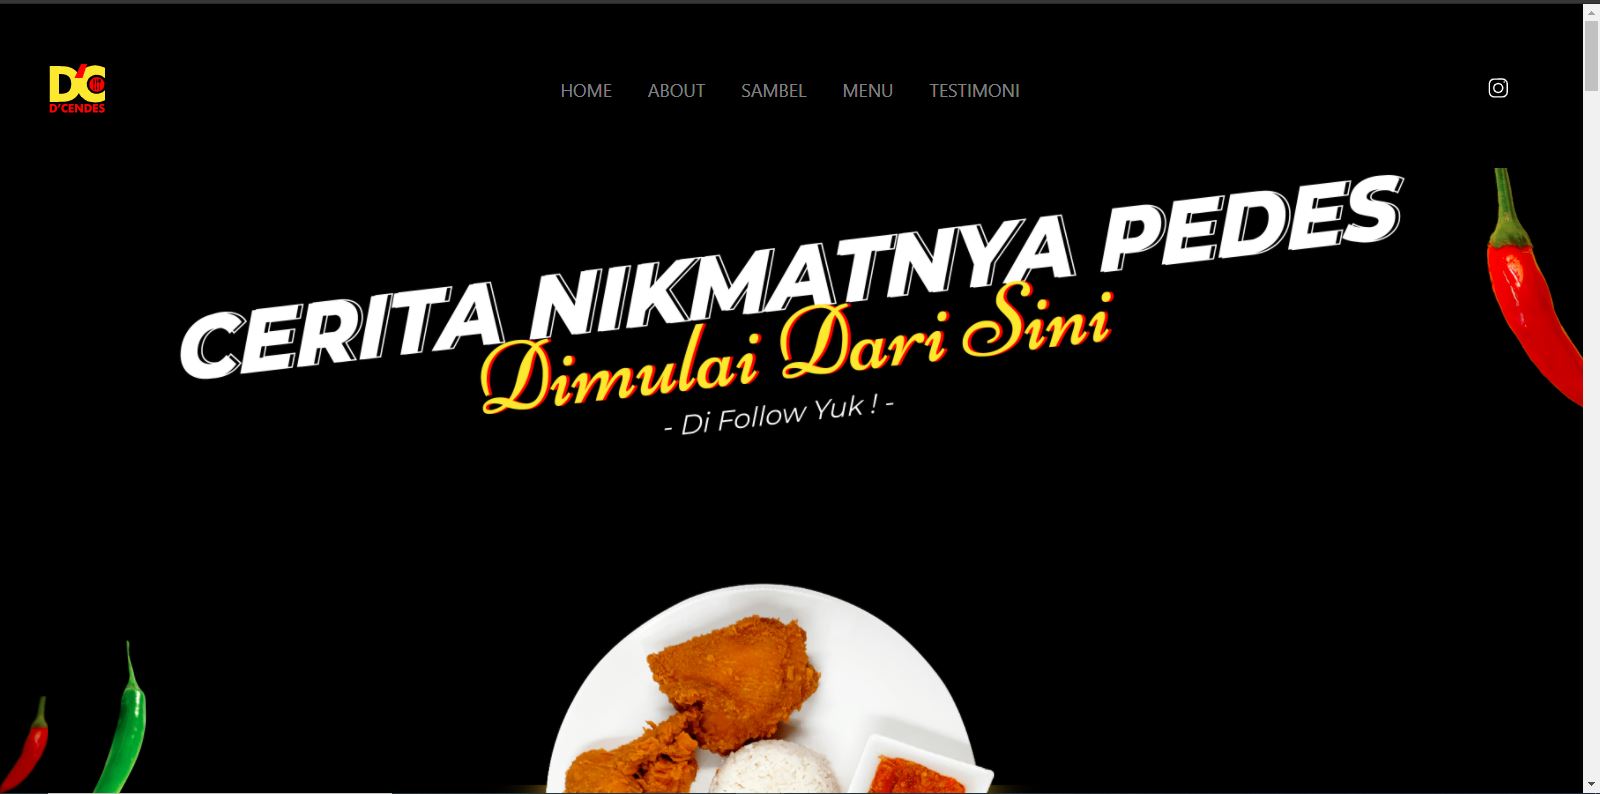 D'C
D'CENDES
HOME ABOUT SAMBEL MENU TESTIMONI
CERITA NIKMATNYA PEDES
Dimulai Dari Sini
- Di Follow Yuk ! -